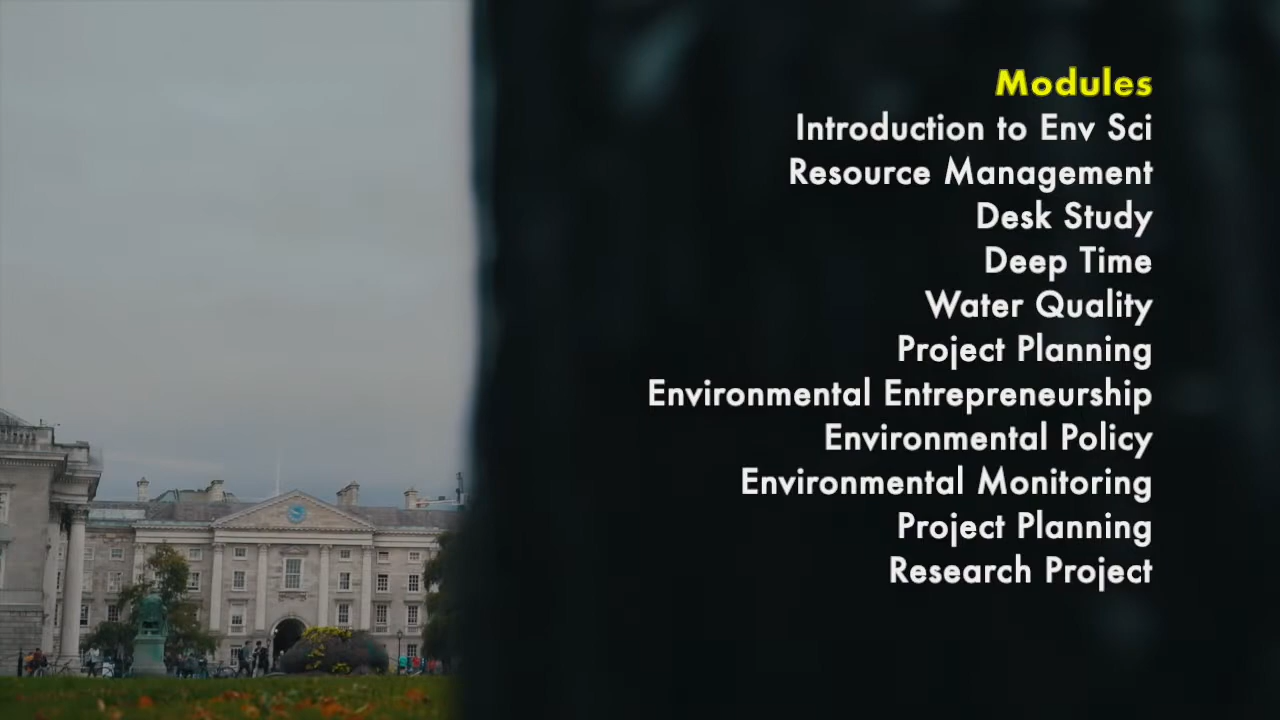 Modules
Introduction to Env Sci
Resource Management
Desk Study
Deep Time
Water Quality
Project Planning
Environmental Entrepreneurship
Environmental Policy
Environmental Monitoring
Project Planning
Research Project